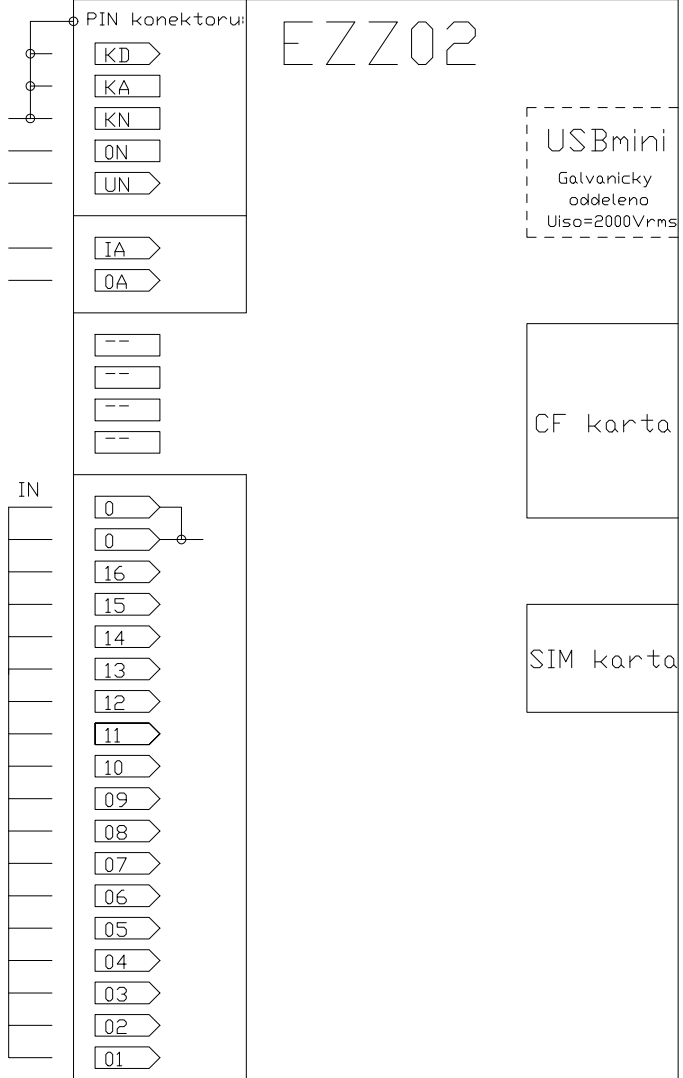 PIN konektoru:
EZZ02
KD
KA
KN
0N
UN
USBmini
Galvanicky
oddeleno
Uiso=2000Vrms
IA
0A
--
--
--
--
CF karta
IN
0
0
16
15
14
13
12
11
10
09
08
07
06
05
04
03
02
01
SIM karta